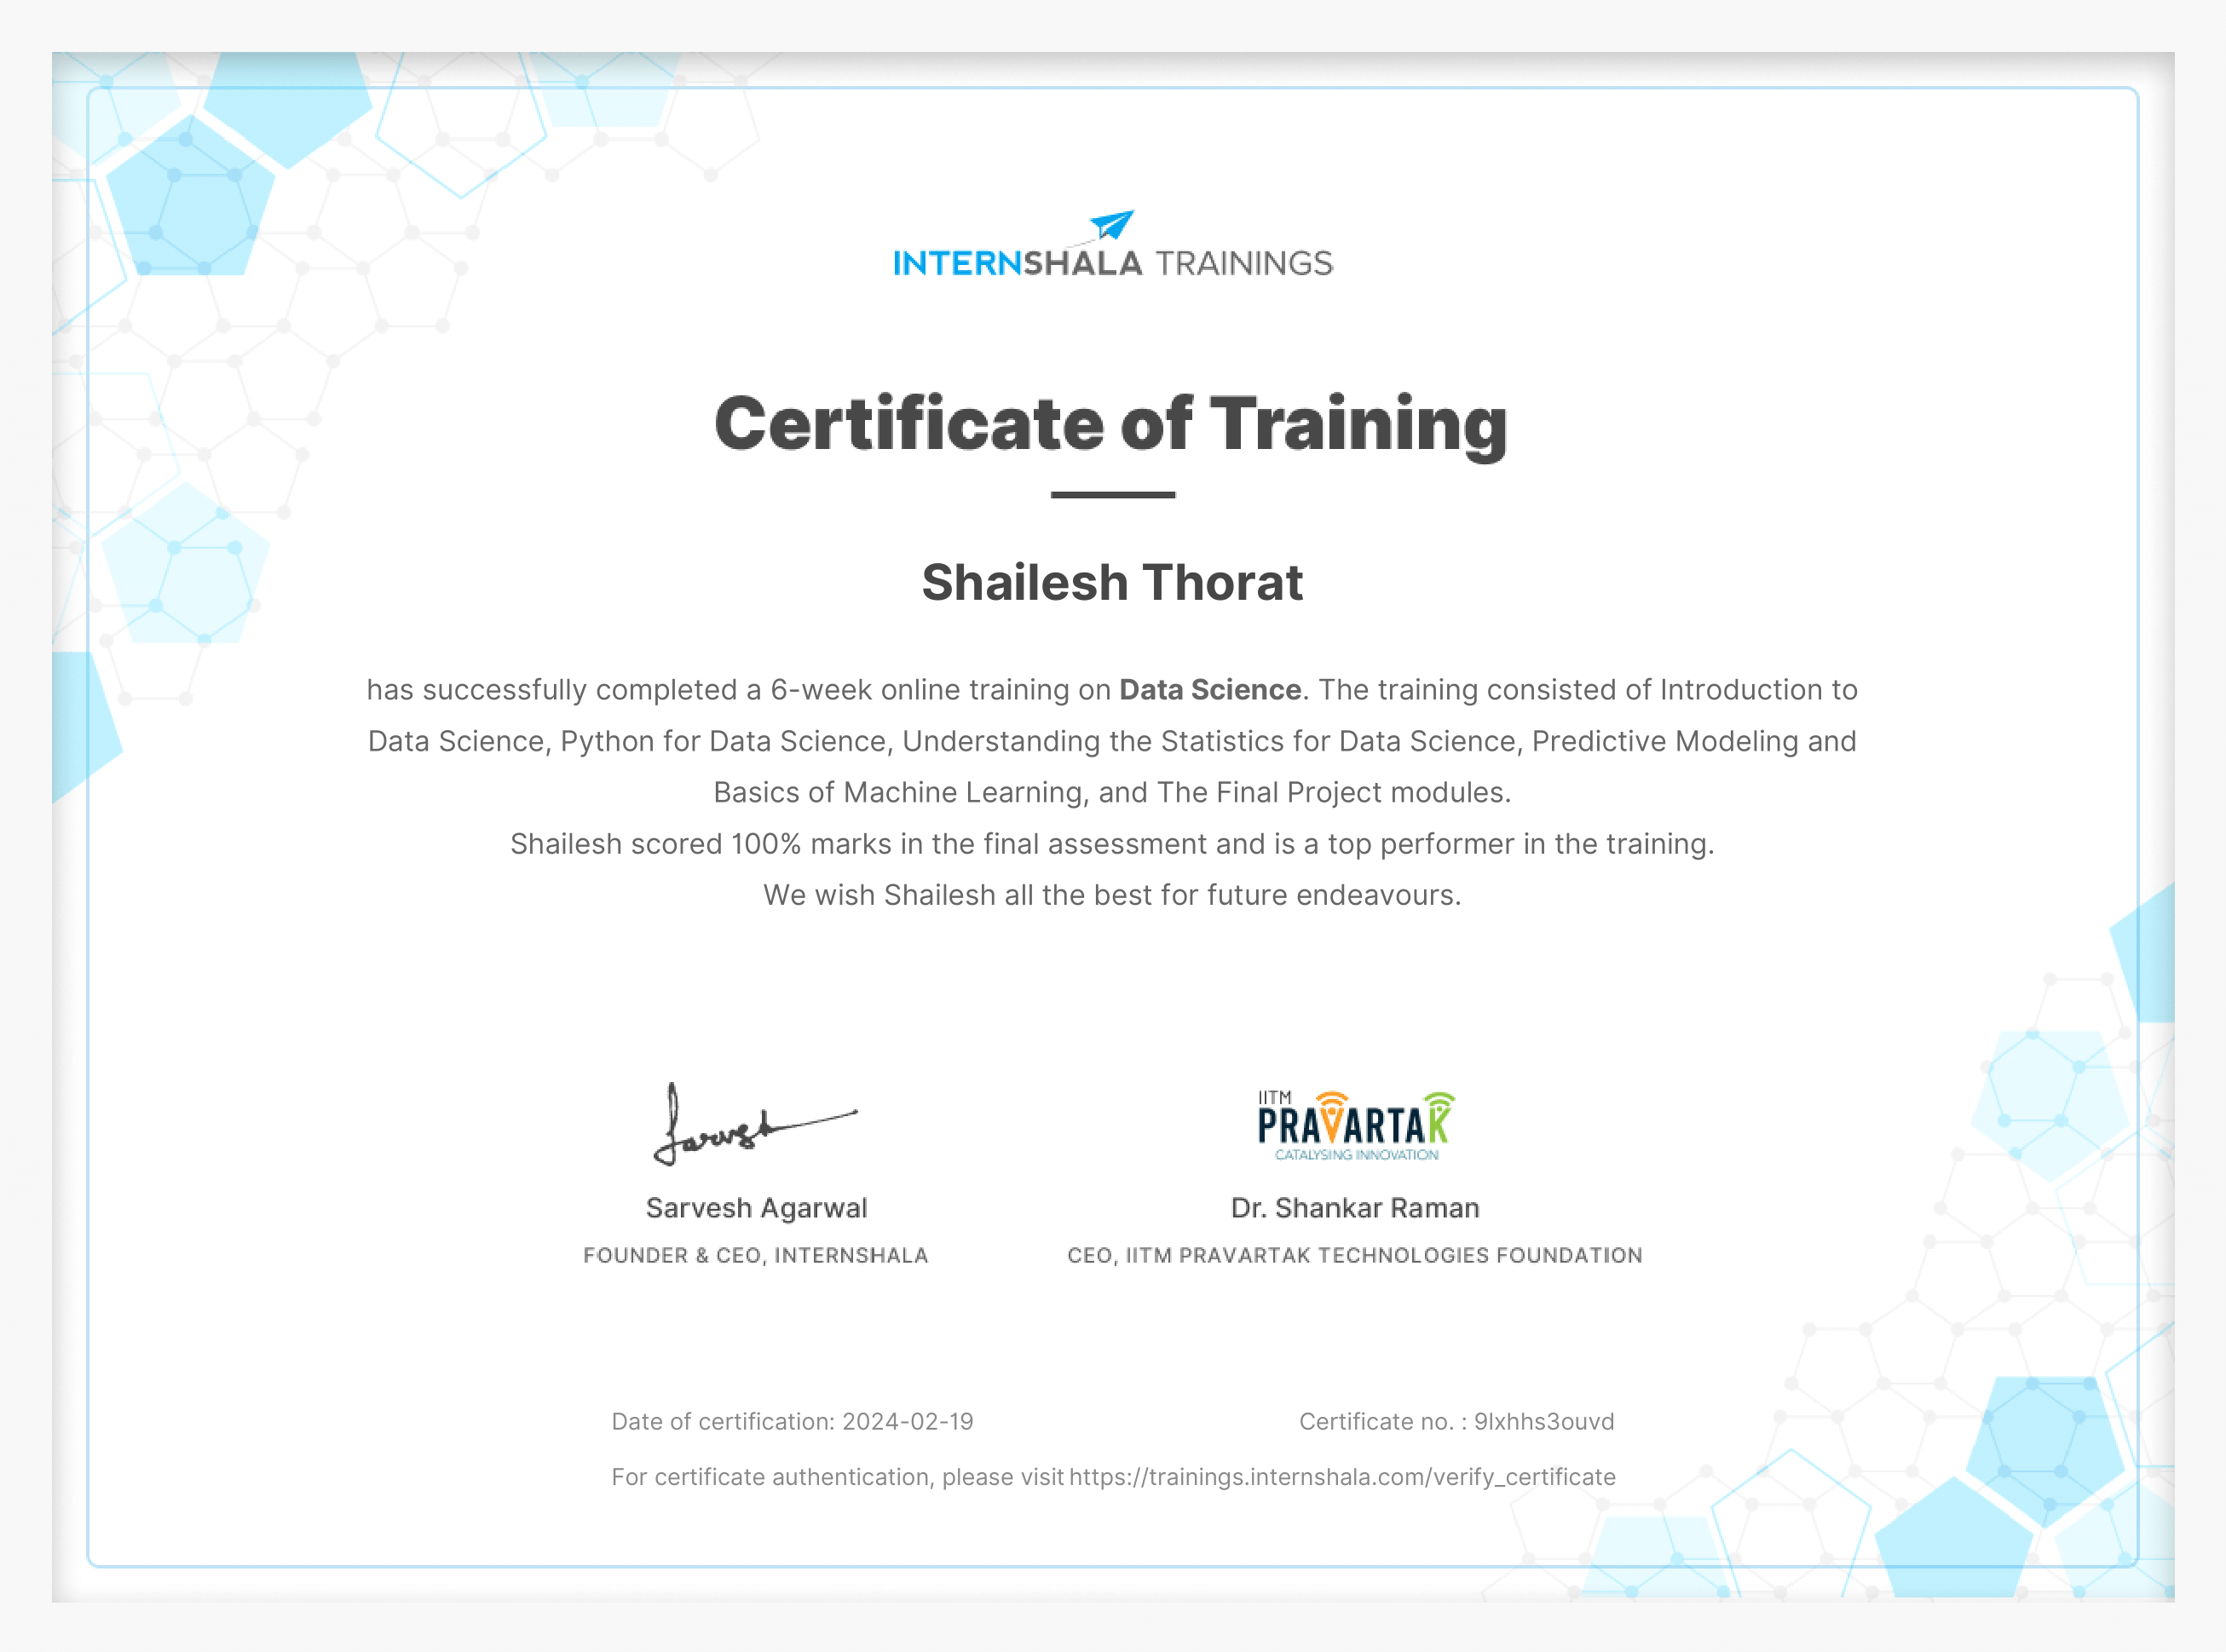 INTERNSHALA TRAININGS
Certificate of Training
Shailesh Thorat
has successfully completed a 6-week online training on Data Science. The training consisted of Introduction to
Data Science, Python for Data Science, Understanding the Statistics for Data Science, Predictive Modeling and
Basics of Machine Learning, and The Final Project modules.
Shailesh scored 100% marks in the final assessment and is a top performer in the training.
We wish Shailesh all the best for future endeavours.
Sarvesh
IITM
PRAVARTAK
CATALYSING INNOVATION
Sarvesh Agarwal
Dr. Shankar Raman
FOUNDER & CEO, INTERNSHALA
CEO, IITM PRAVARTAK TECHNOLOGIES FOUNDATION
Date of certification: 2024-02-19
Certificate no. : 9lxhhs3ouvd
For certificate authentication, please visit https://trainings.internshala.com/verify_certificate